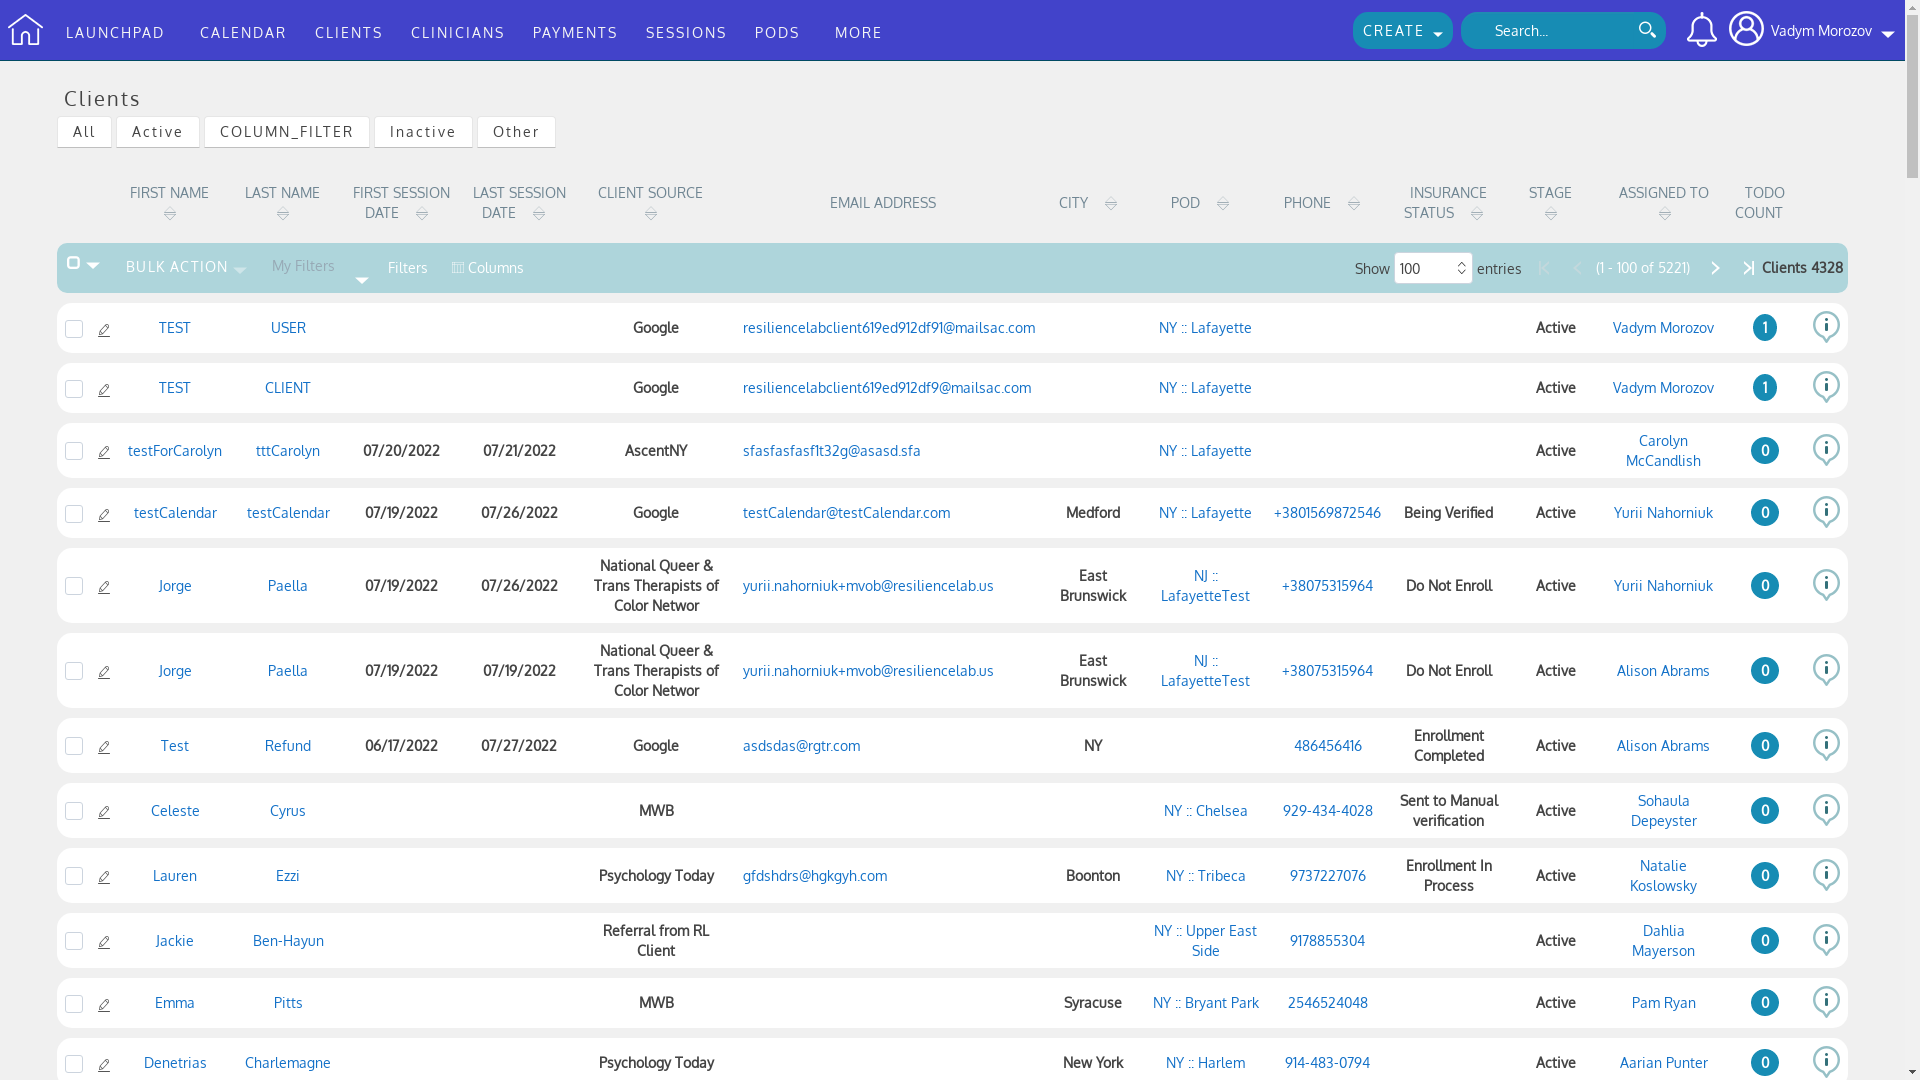 LAUNCHPAD CALENDAR CLIENTS CLINICIANS PAYMENTS SESSIONS PODS MORE CREATE Search... Vadym Morozov
Clients
All Active COLUMN_FILTER Inactive Other
FIRST NAME LAST NAME FIRST SESSION DATE LAST SESSION DATE CLIENT SOURCE EMAIL ADDRESS CITY POD PHONE INSURANCE STATUS STAGE ASSIGNED TO TODO COUNT
BULK ACTION My Filters Filters Columns Show 100 entries (1 - 100 of 5221) Clients 4328
TEST USER Google resiliencelabclient619ed912df91@mailsac.com NY :: Lafayette Active Vadym Morozov 1
TEST CLIENT Google resiliencelabclient619ed912df9@mailsac.com NY :: Lafayette Active Vadym Morozov 1
testForCarolyn tttCarolyn 07/20/2022 07/21/2022 AscentNY sfasfasfasf1t32g@asasd.sfa NY :: Lafayette Active Carolyn McCandlish 0
testCalendar testCalendar 07/19/2022 07/26/2022 Google testCalendar@testCalendar.com Medford NY :: Lafayette +3801569872546 Being Verified Active Yurii Nahorniuk 0
Jorge Paella 07/19/2022 07/26/2022 National Queer & Trans Therapists of Color Networ yurii.nahorniuk+mvob@resiliencelab.us East Brunswick NJ :: LafayetteTest +38075315964 Do Not Enroll Active Yurii Nahorniuk 0
Jorge Paella 07/19/2022 07/19/2022 National Queer & Trans Therapists of Color Networ yurii.nahorniuk+mvob@resiliencelab.us East Brunswick NJ :: LafayetteTest +38075315964 Do Not Enroll Active Alison Abrams 0
Test Refund 06/17/2022 07/27/2022 Google asdsdas@rgtr.com NY 486456416 Enrollment Completed Active Alison Abrams 0
Celeste Cyrus MWB NY :: Chelsea 929-434-4028 Sent to Manual verification Active Sohaula Depeyster 0
Lauren Ezzi Psychology Today gfdshdrs@hgkgyh.com Boonton NY :: Tribeca 9737227076 Enrollment In Process Active Natalie Koslowsky 0
Jackie Ben-Hayun Referral from RL Client NY :: Upper East Side 9178855304 Active Dahlia Mayerson 0
Emma Pitts MWB Syracuse NY :: Bryant Park 2546524048 Active Pam Ryan 0
Denetrias Charlemagne Psychology Today New York NY :: Harlem 914-483-0794 Active Aarian Punter 0